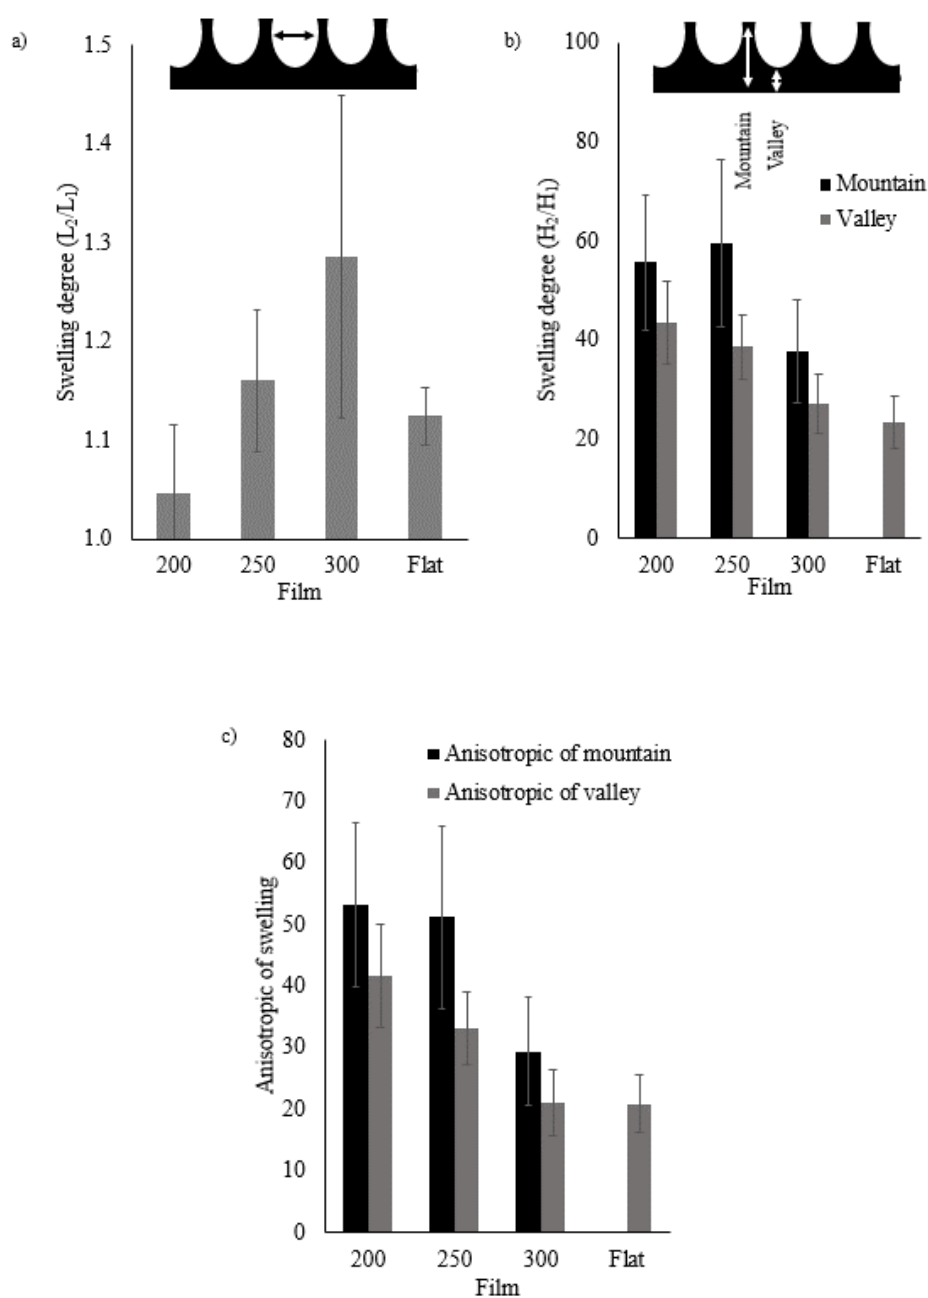 a)
1.5
1.4
1.3
1.2
1.1
1.0
Swelling degree (L₂/L₁)
200 250 300 Flat
Film
b)
100
80
60
40
20
0
Swelling degree (H₂/H₁)
Mountain
Valley
Mountain
Valley
200 250 300 Flat
Film
c)
80
70
60
50
40
30
20
10
0
Anisotropic of swelling
Anisotropic of mountain
Anisotropic of valley
200 250 300 Flat
Film